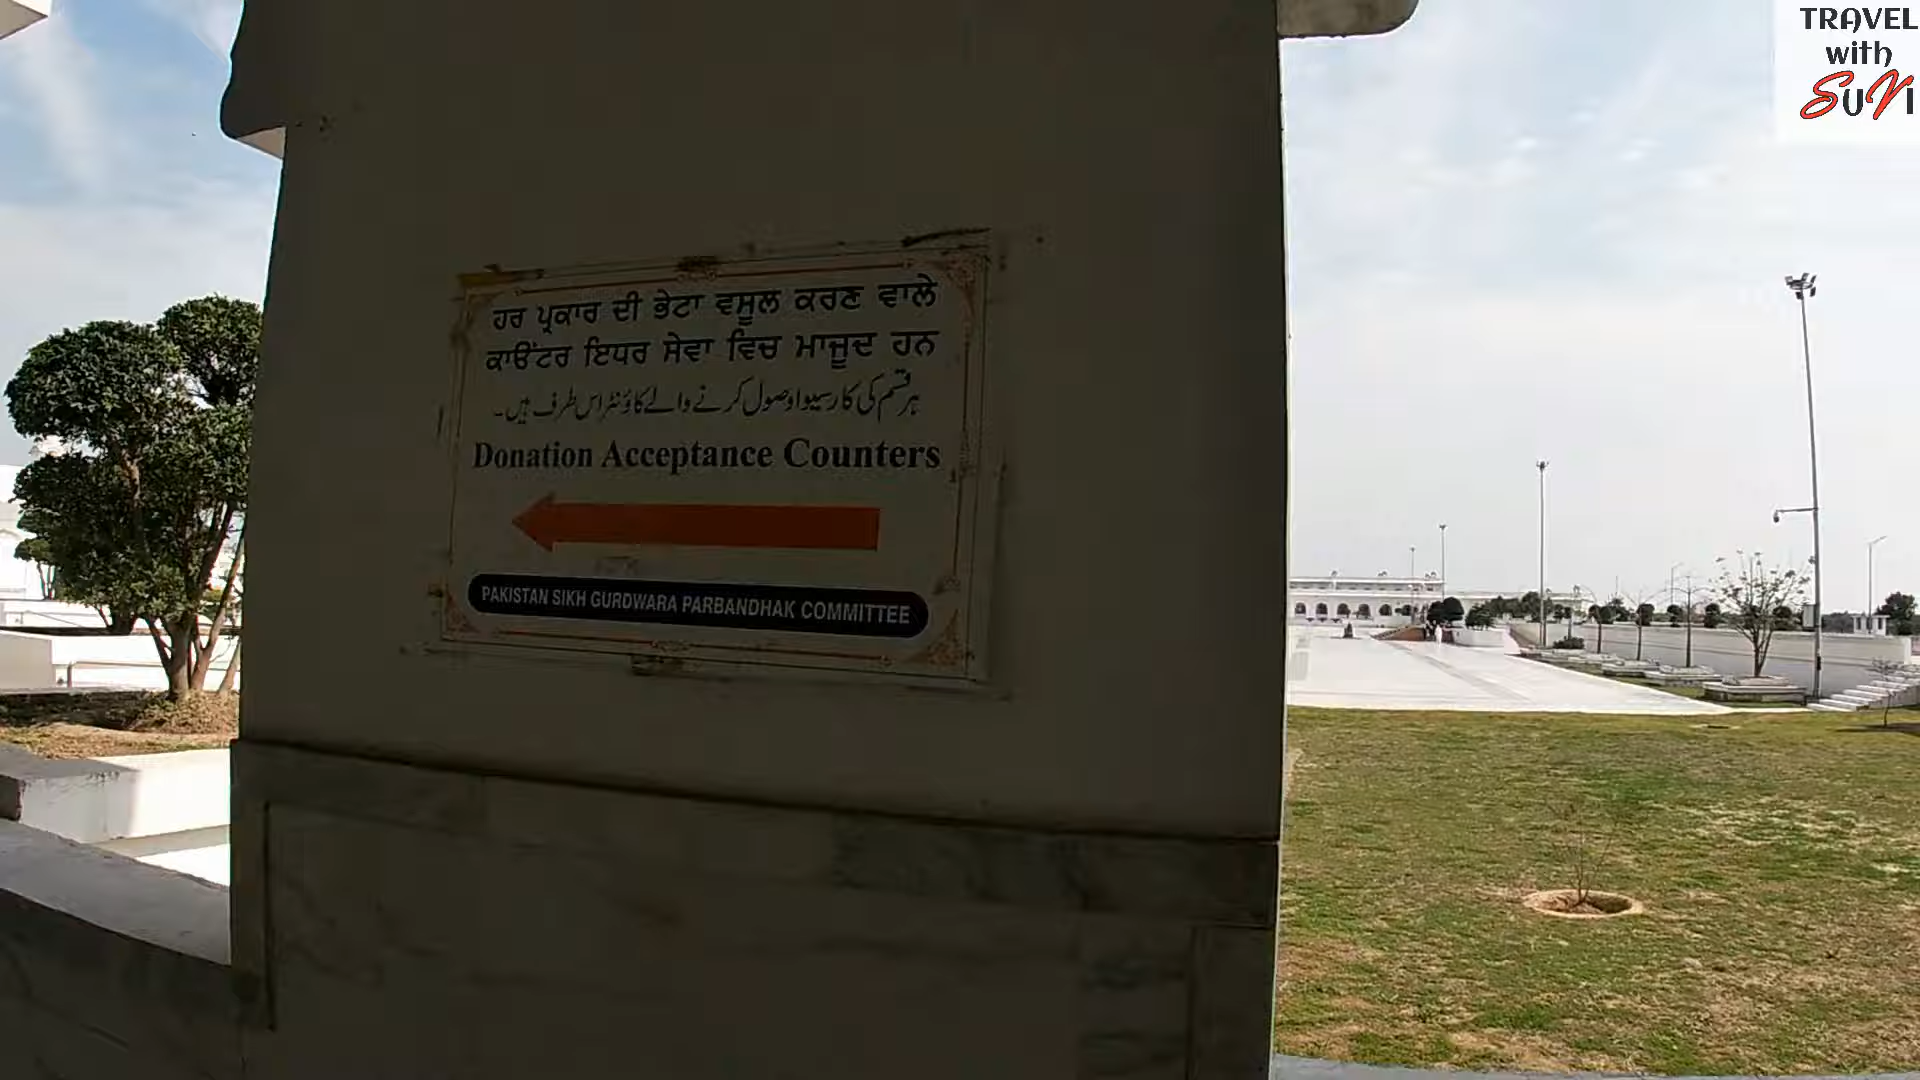 ਹਰ ਪ੍ਰਕਾਰ ਦੀ ਭੇਟਾ ਵਸੂਲ ਕਰਣ ਵਾਲੇ
ਕਾਊਂਟਰ ਇਧਰ ਸੇਵਾ ਵਿਚ ਮਾਜੂਦ ਹਨ
ہر قسم کی کارسیوا وصول کرنے والے کاؤنٹر اس طرف ہیں۔
Donation Acceptance Counters
PAKISTAN SIKH GURDWARA PARBANDHAK COMMITTEE
TRAVEL
with
SUVI